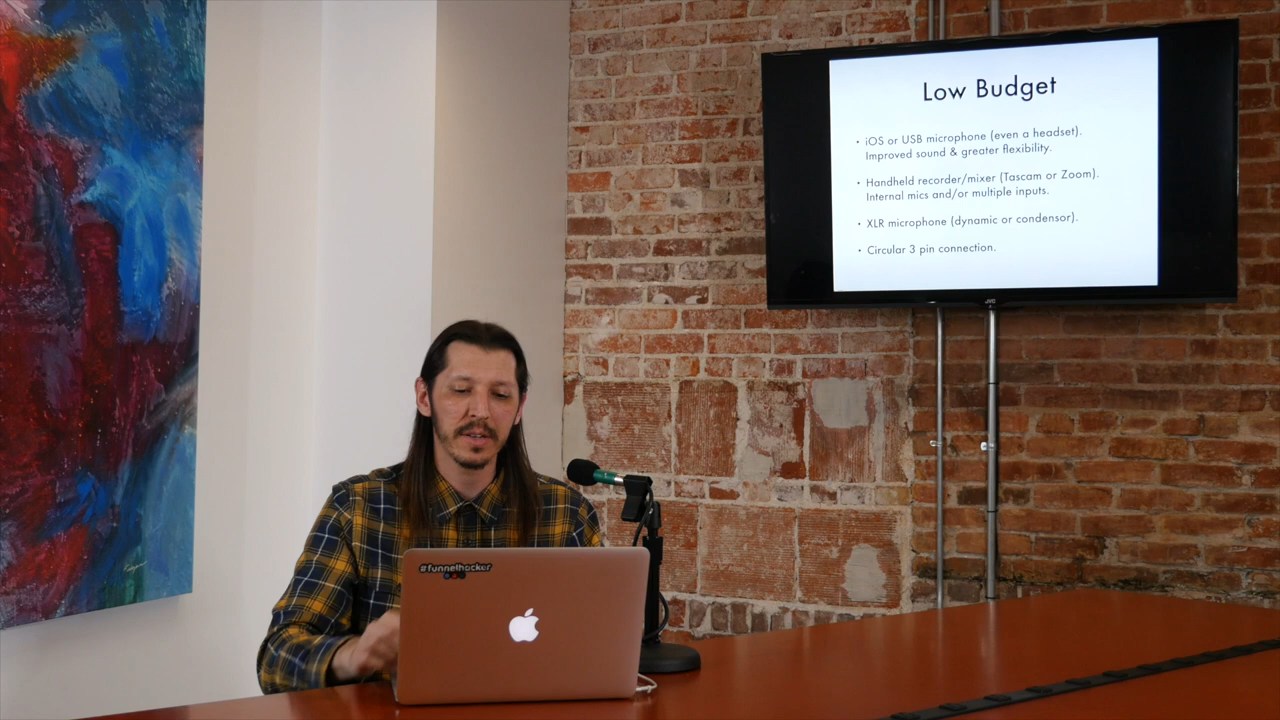 Low Budget
• iOS or USB microphone (even a headset).
Improved sound & greater flexibility.
• Handheld recorder/mixer (Tascam or Zoom).
Internal mics and/or multiple inputs.
• XLR microphone (dynamic or condensor).
• Circular 3 pin connection.
JVC
#funnelhacker